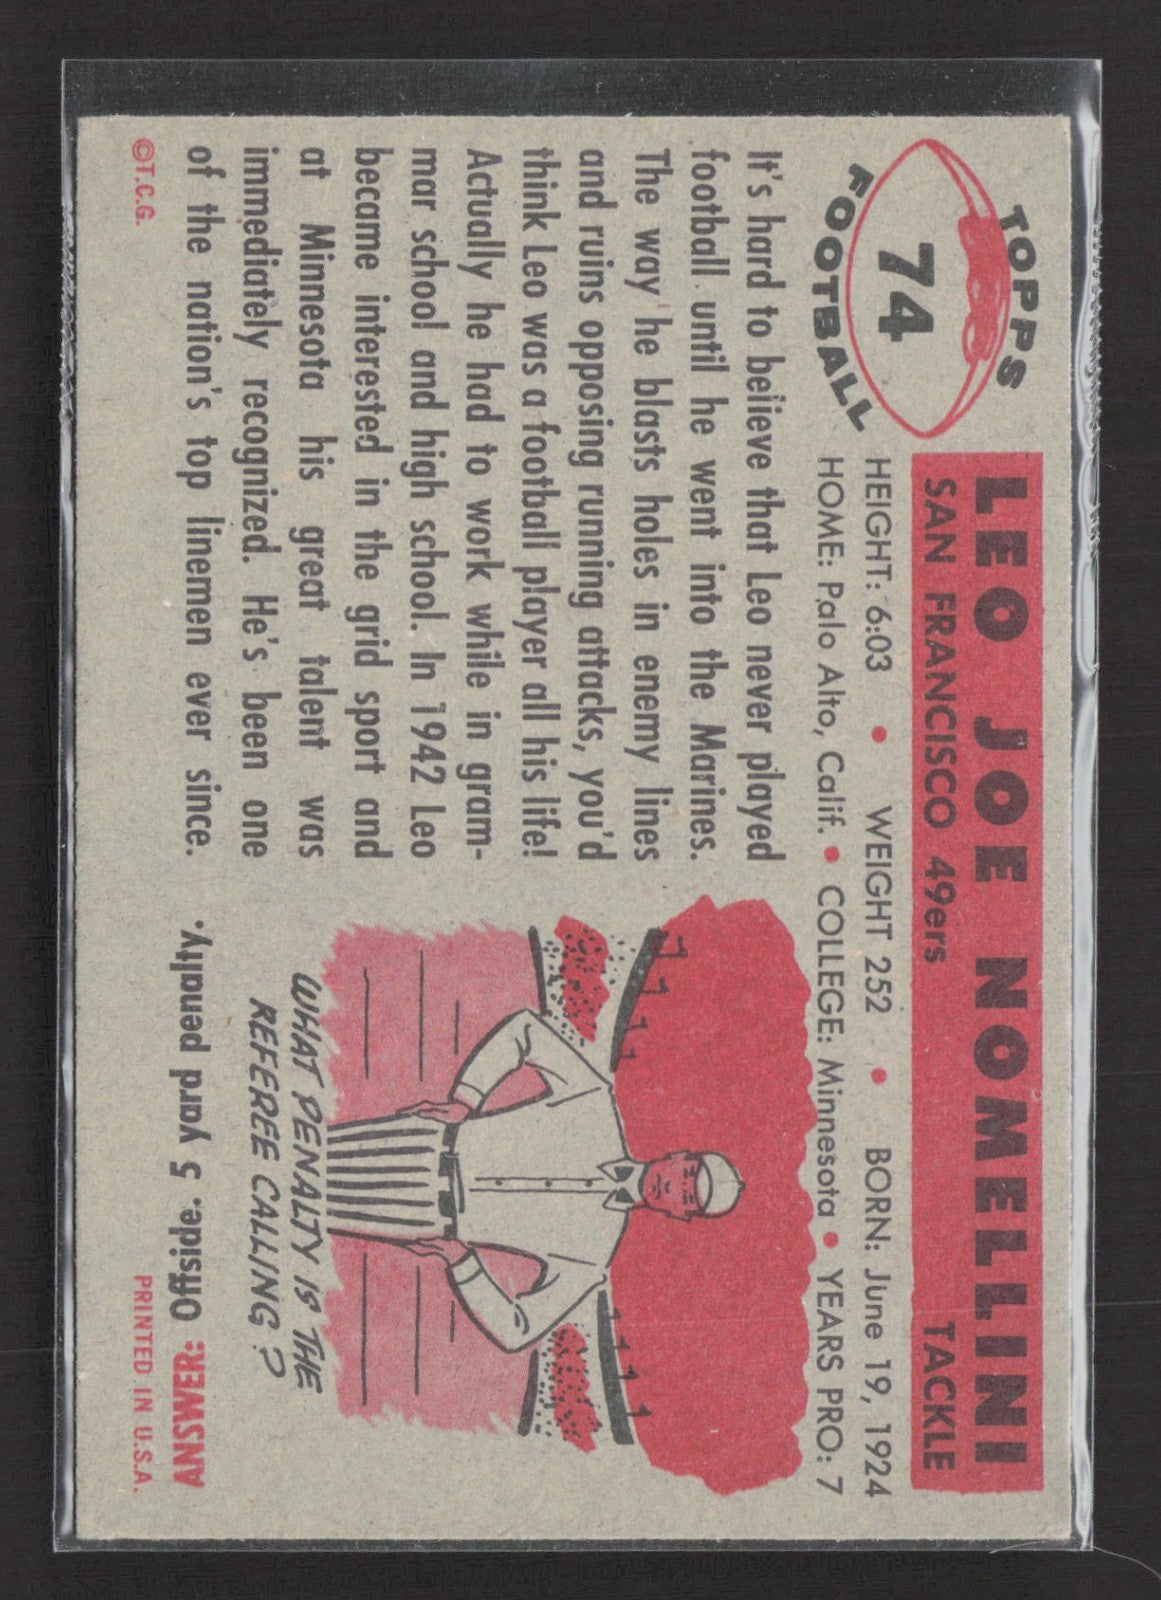 TOPPS
74
FOOTBALL
LEO JOE NOMELLINI
SAN FRANCISCO 49ers TACKLE
HEIGHT: 6:03 • WEIGHT 252 • BORN: June 19, 1924
HOME: Palo Alto, Calif. • COLLEGE: Minnesota • YEARS PRO: 7
It's hard to believe that Leo never played
football until he went into the Marines.
The way he blasts holes in enemy lines
and ruins opposing running attacks, you'd
think Leo was a football player all his life!
Actually he had to work while in gram-
mar school and high school. In 1942 Leo
became interested in the grid sport and
at Minnesota his great talent was
immediately recognized. He's been one
of the nation's top linemen ever since.
WHAT PENALTY IS THE
REFEREE CALLING?
ANSWER: Offside. 5 Yard penalty.
©T.C.G. PRINTED IN U.S.A.